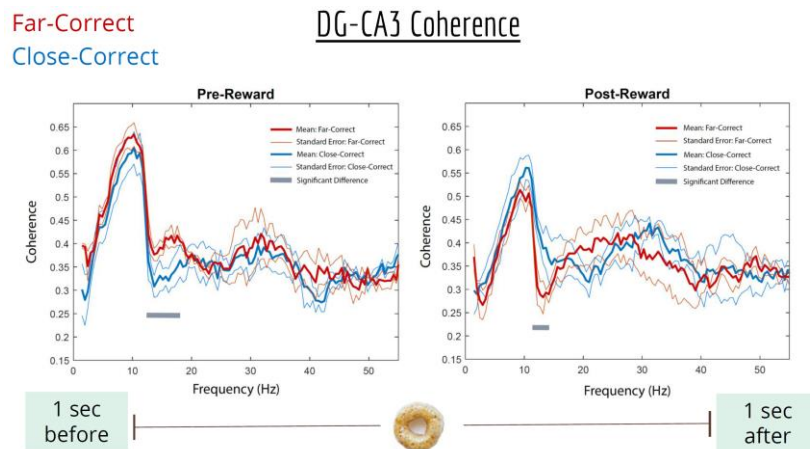 Far-Correct
Close-Correct
DG-CA3 Coherence
Pre-Reward
Mean: Far-Correct
Standard Error: Far-Correct
Mean: Close-Correct
Standard Error: Close-Correct
Significant Difference
Coherence
0.65
0.6
0.55
0.5
0.45
0.4
0.35
0.3
0.25
0.2
0.15
0 10 20 30 40 50
Frequency (Hz)
Post-Reward
Mean: Far-Correct
Standard Error: Far-Correct
Mean: Close-Correct
Standard Error: Close-Correct
Significant Difference
Coherence
0.65
0.6
0.55
0.5
0.45
0.4
0.35
0.3
0.25
0.2
0.15
0 10 20 30 40 50
Frequency (Hz)
1 sec
before
1 sec
after